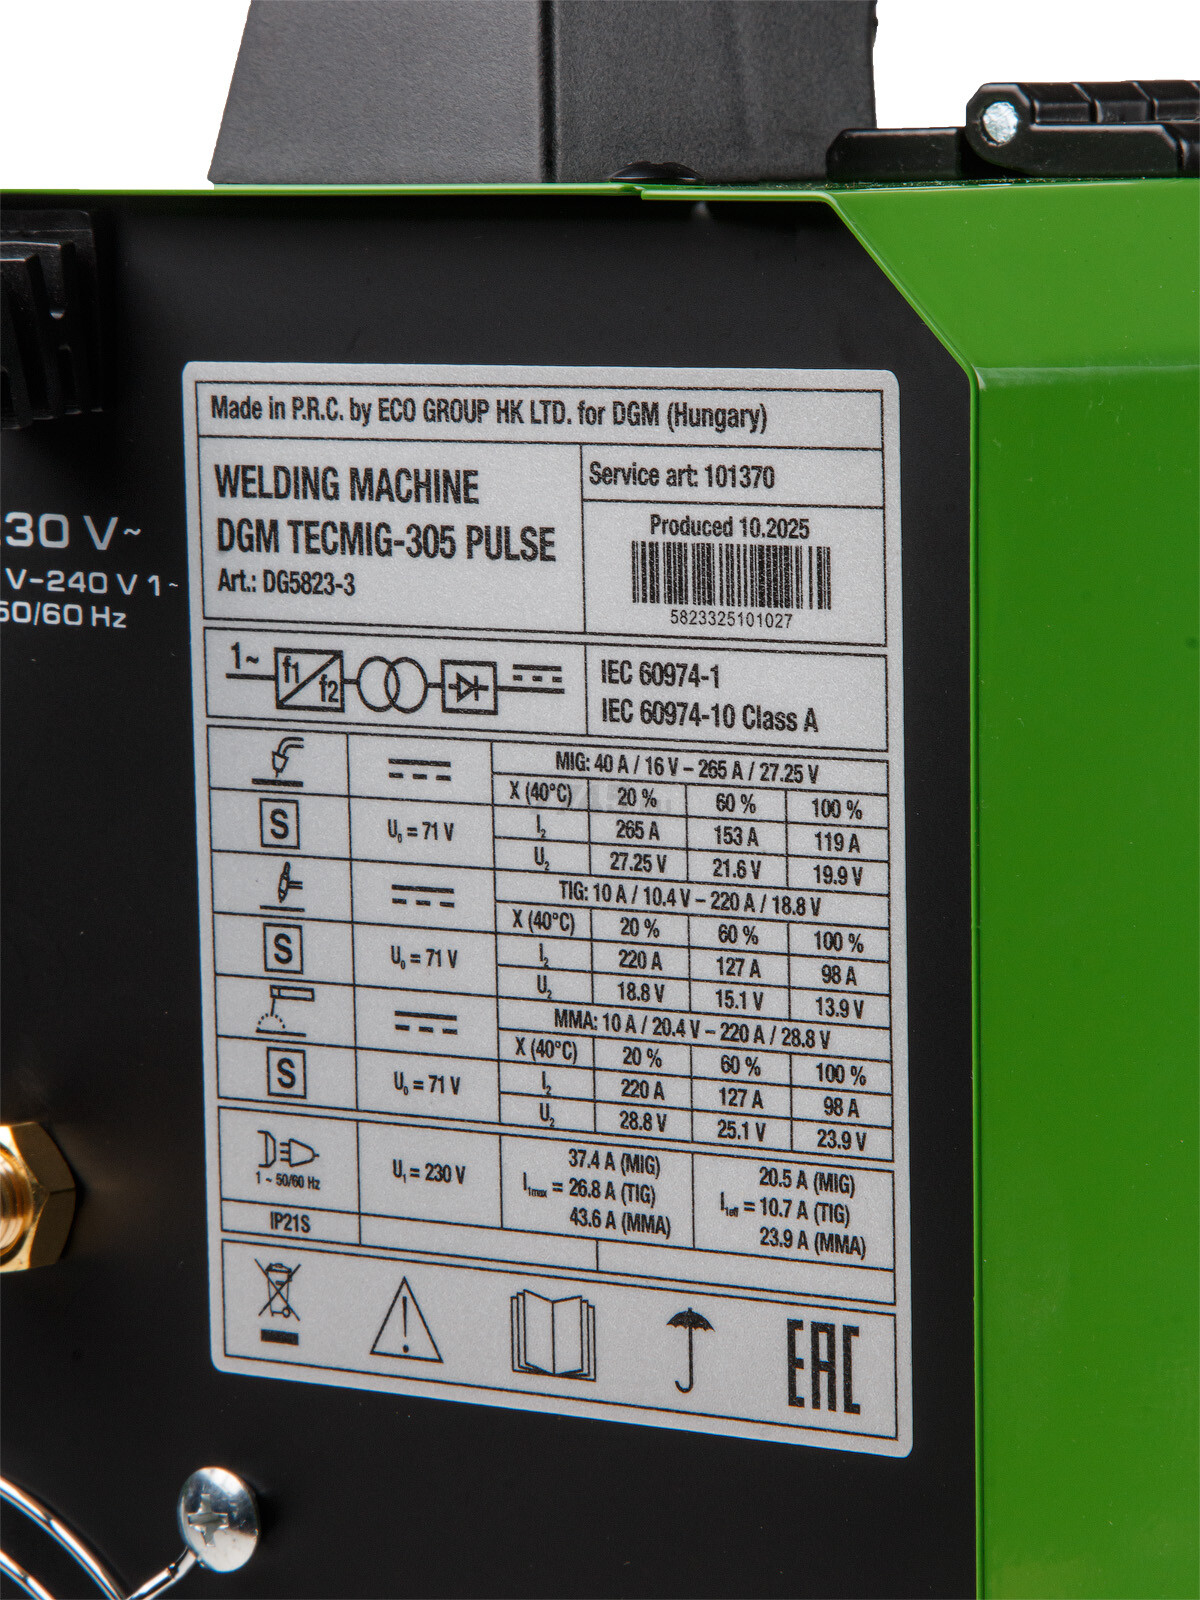 30 V~
V-240 V 1~
50/60 Hz
Made in P.R.C. by ECO GROUP HK LTD. for DGM (Hungary)
WELDING MACHINE
DGM TECMIG-305 PULSE
Art.: DG5823-3
Service art: 101370
Produced 10.2025
5823325101027
1~ f1 f2
IEC 60974-1
IEC 60974-10 Class A
MIG: 40 A / 16 V – 265 A / 27.25 V
X (40°C) 20 % 60 % 100 %
S U0 = 71 V I2 265 A 153 A 119 A
U2 27.25 V 21.6 V 19.9 V
TIG: 10 A / 10.4 V – 220 A / 18.8 V
X (40°C) 20 % 60 % 100 %
S U0 = 71 V I2 220 A 127 A 98 A
U2 18.8 V 15.1 V 13.9 V
MMA: 10 A / 20.4 V – 220 A / 28.8 V
X (40°C) 20 % 60 % 100 %
S U0 = 71 V I2 220 A 127 A 98 A
U2 28.8 V 25.1 V 23.9 V
1 ~ 50/60 Hz
U1 = 230 V
37.4 A (MIG)
I1max = 26.8 A (TIG)
43.6 A (MMA)
20.5 A (MIG)
I1eff = 10.7 A (TIG)
23.9 A (MMA)
IP21S
EAC